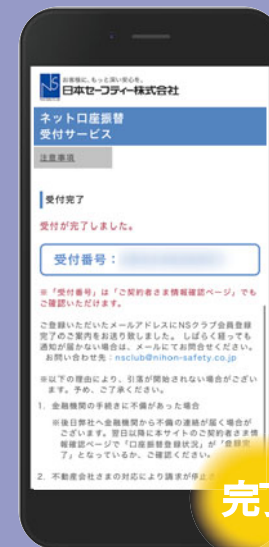 NS
お客様に、もっと深い安心を。
日本セーフティー株式会社
ネット口座振替
受付サービス
注意事項
受付完了
受付が完了しました。
受付番号：
※「受付番号」は「ご契約者さま情報確認ページ」でも
ご確認いただけます。
ご登録いただいたメールアドレスにNSクラブ会員登録
完了のご案内をお送り致しました。 しばらく経っても
通知が届かない場合は、メールにてお問合せください。
お問い合わせ先：nsclub@nihon-safety.co.jp
※以下の理由により、引落が開始されない場合がござい
ます。予め、ご了承ください。
1. 金融機関の手続きに不備があった場合
※後日弊社へ金融機関から不備の連絡が届く場合が
ございます。翌日以降に本サイトのご契約者さま情
報確認ページで「口座振替登録状況」が「登録完
了」となっているか、ご確認ください。
2. 不動産会社さまの対応により請求が停止
完了